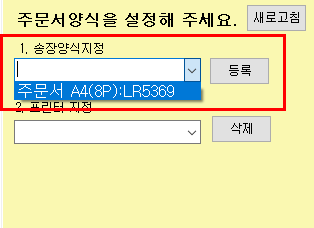 주문서양식을 설정해 주세요. 새로고침
1. 송장양식지정
등록
주문서 A4(8P):LR5369
2. 프린터 지정
삭제